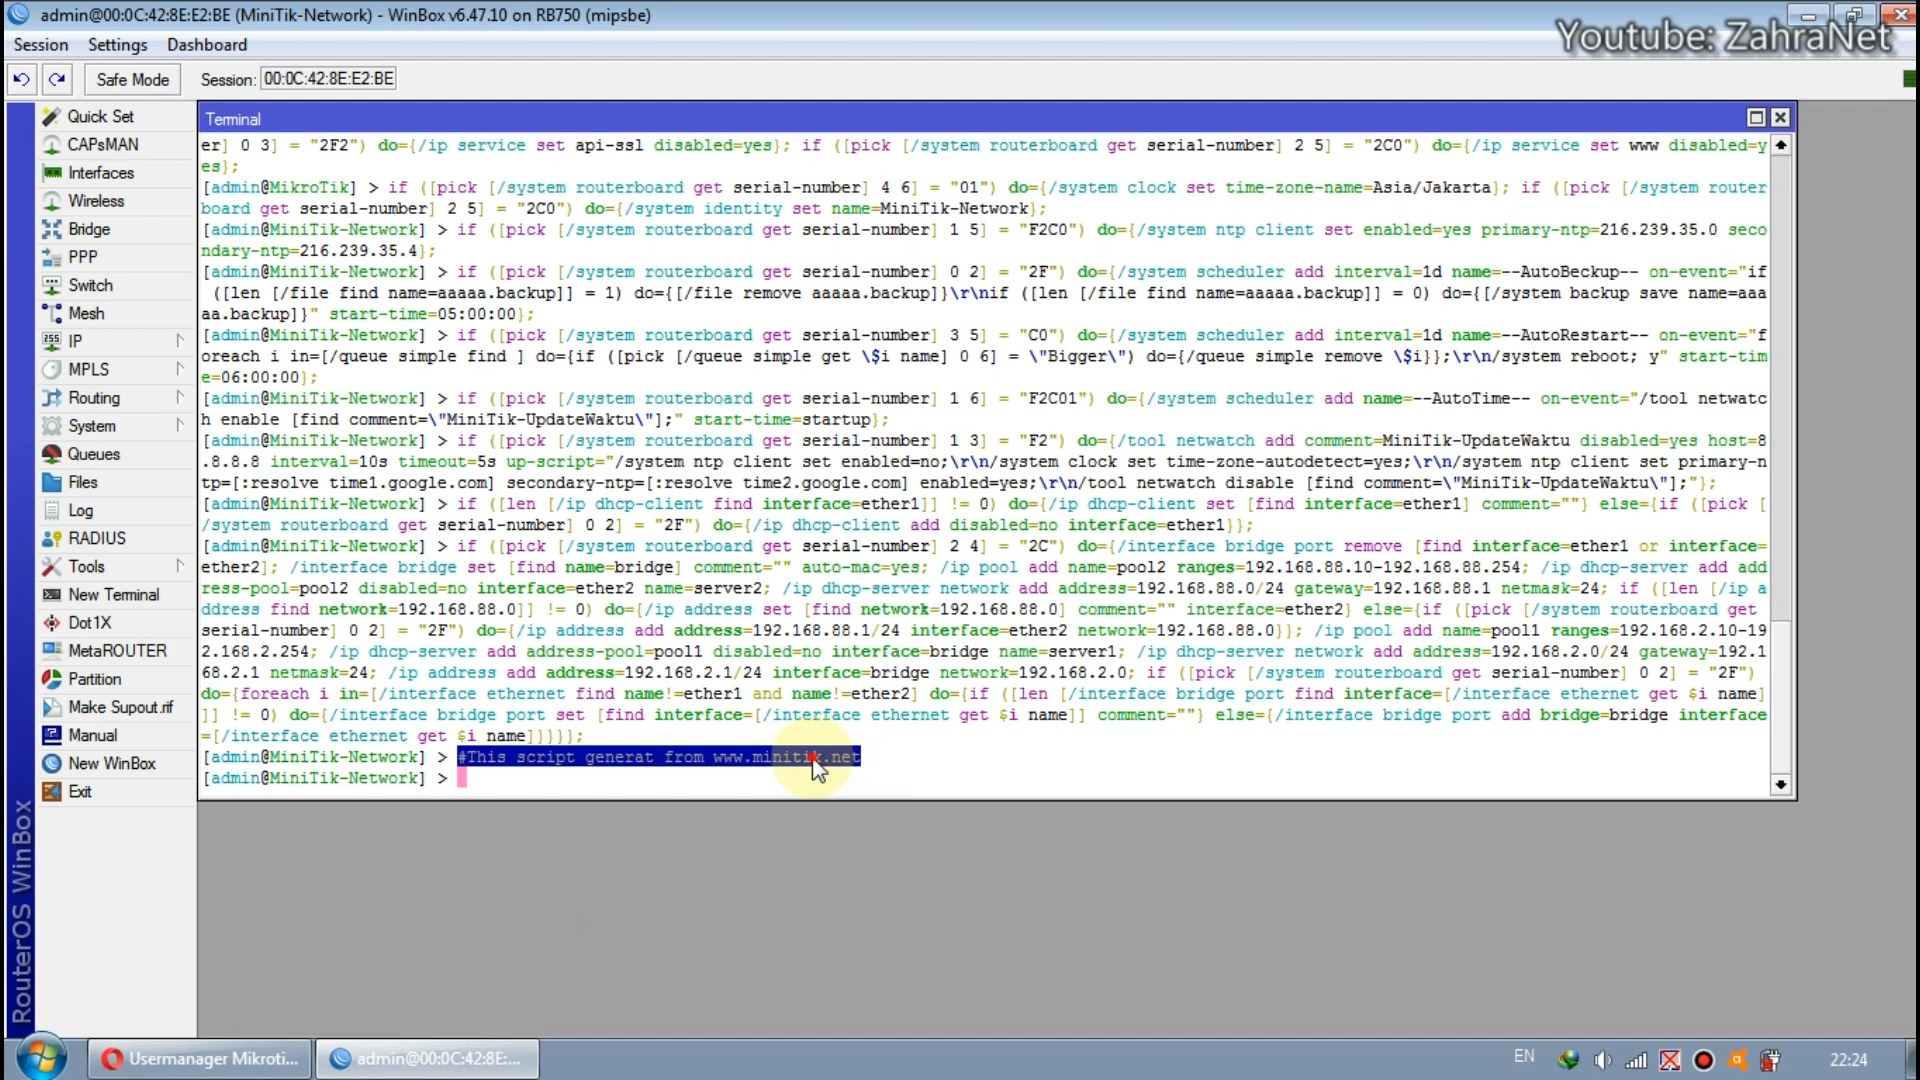 admin@00:0C:42:8E:E2:BE (MiniTik-Network) - WinBox v6.47.10 on RB750 (mipsbe)
Youtube: ZahraNet
Session Settings Dashboard
Safe Mode Session: 00:0C:42:8E:E2:BE
Quick Set
CAPsMAN
Interfaces
Wireless
Bridge
PPP
Switch
Mesh
IP
MPLS
Routing
System
Queues
Files
Log
RADIUS
Tools
New Terminal
Dot1X
MetaROUTER
Partition
Make Supout.rif
Manual
New WinBox
Exit
RouterOS WinBox
Terminal
er] 0 3] = "2F2") do={/ip service set api-ssl disabled=yes}; if ([pick [/system routerboard get serial-number] 2 5] = "2C0") do={/ip service set www disabled=y
es};
[admin@MikroTik] > if ([pick [/system routerboard get serial-number] 4 6] = "01") do={/system clock set time-zone-name=Asia/Jakarta}; if ([pick [/system router
board get serial-number] 2 5] = "2C0") do={/system identity set name=MiniTik-Network};
[admin@MiniTik-Network] > if ([pick [/system routerboard get serial-number] 1 5] = "F2C0") do={/system ntp client set enabled=yes primary-ntp=216.239.35.0 seco
ndary-ntp=216.239.35.4};
[admin@MiniTik-Network] > if ([pick [/system routerboard get serial-number] 0 2] = "2F") do={/system scheduler add interval=1d name=--AutoBeckup-- on-event="if
([len [/file find name=aaaaa.backup]] = 1) do={[/file remove aaaaa.backup]}\r\nif ([len [/file find name=aaaaa.backup]] = 0) do={[/system backup save name=aaa
aa.backup]}" start-time=05:00:00};
[admin@MiniTik-Network] > if ([pick [/system routerboard get serial-number] 3 5] = "C0") do={/system scheduler add interval=1d name=--AutoRestart-- on-event="f
oreach i in=[/queue simple find ] do={if ([pick [/queue simple get \$i name] 0 6] = \"Bigger\") do={/queue simple remove \$i}};\r\n/system reboot; y" start-tim
e=06:00:00};
[admin@MiniTik-Network] > if ([pick [/system routerboard get serial-number] 1 6] = "F2C01") do={/system scheduler add name=--AutoTime-- on-event="/tool netwatc
h enable [find comment=\"MiniTik-UpdateWaktu\"];" start-time=startup};
[admin@MiniTik-Network] > if ([pick [/system routerboard get serial-number] 1 3] = "F2") do={/tool netwatch add comment=MiniTik-UpdateWaktu disabled=yes host=8
.8.8.8 interval=10s timeout=5s up-script="/system ntp client set enabled=no;\r\n/system clock set time-zone-autodetect=yes;\r\n/system ntp client set primary-n
tp=[:resolve time1.google.com] secondary-ntp=[:resolve time2.google.com] enabled=yes;\r\n/tool netwatch disable [find comment=\"MiniTik-UpdateWaktu\"];"};
[admin@MiniTik-Network] > if ([len [/ip dhcp-client find interface=ether1]] != 0) do={/ip dhcp-client set [find interface=ether1] comment=""} else={if ([pick [
/system routerboard get serial-number] 0 2] = "2F") do={/ip dhcp-client add disabled=no interface=ether1}};
[admin@MiniTik-Network] > if ([pick [/system routerboard get serial-number] 2 4] = "2C") do={/interface bridge port remove [find interface=ether1 or interface=
ether2]; /interface bridge set [find name=bridge] comment="" auto-mac=yes; /ip pool add name=pool2 ranges=192.168.88.10-192.168.88.254; /ip dhcp-server add add
ress-pool=pool2 disabled=no interface=ether2 name=server2; /ip dhcp-server network add address=192.168.88.0/24 gateway=192.168.88.1 netmask=24; if ([len [/ip a
ddress find network=192.168.88.0]] != 0) do={/ip address set [find network=192.168.88.0] comment="" interface=ether2} else={if ([pick [/system routerboard get
serial-number] 0 2] = "2F") do={/ip address add address=192.168.88.1/24 interface=ether2 network=192.168.88.0}}; /ip pool add name=pool1 ranges=192.168.2.10-19
2.168.2.254; /ip dhcp-server add address-pool=pool1 disabled=no interface=bridge name=server1; /ip dhcp-server network add address=192.168.2.0/24 gateway=192.1
68.2.1 netmask=24; /ip address add address=192.168.2.1/24 interface=bridge network=192.168.2.0; if ([pick [/system routerboard get serial-number] 0 2] = "2F")
do={foreach i in=[/interface ethernet find name!=ether1 and name!=ether2] do={if ([len [/interface bridge port find interface=[/interface ethernet get $i name]
]] != 0) do={/interface bridge port set [find interface=[/interface ethernet get $i name]] comment=""} else={/interface bridge port add bridge=bridge interface
=[/interface ethernet get $i name]}}}};
[admin@MiniTik-Network] > #This script generat from www.minitik.net
[admin@MiniTik-Network] >
Usermanager Mikroti... admin@00:0C:42:8E:... EN 22:24